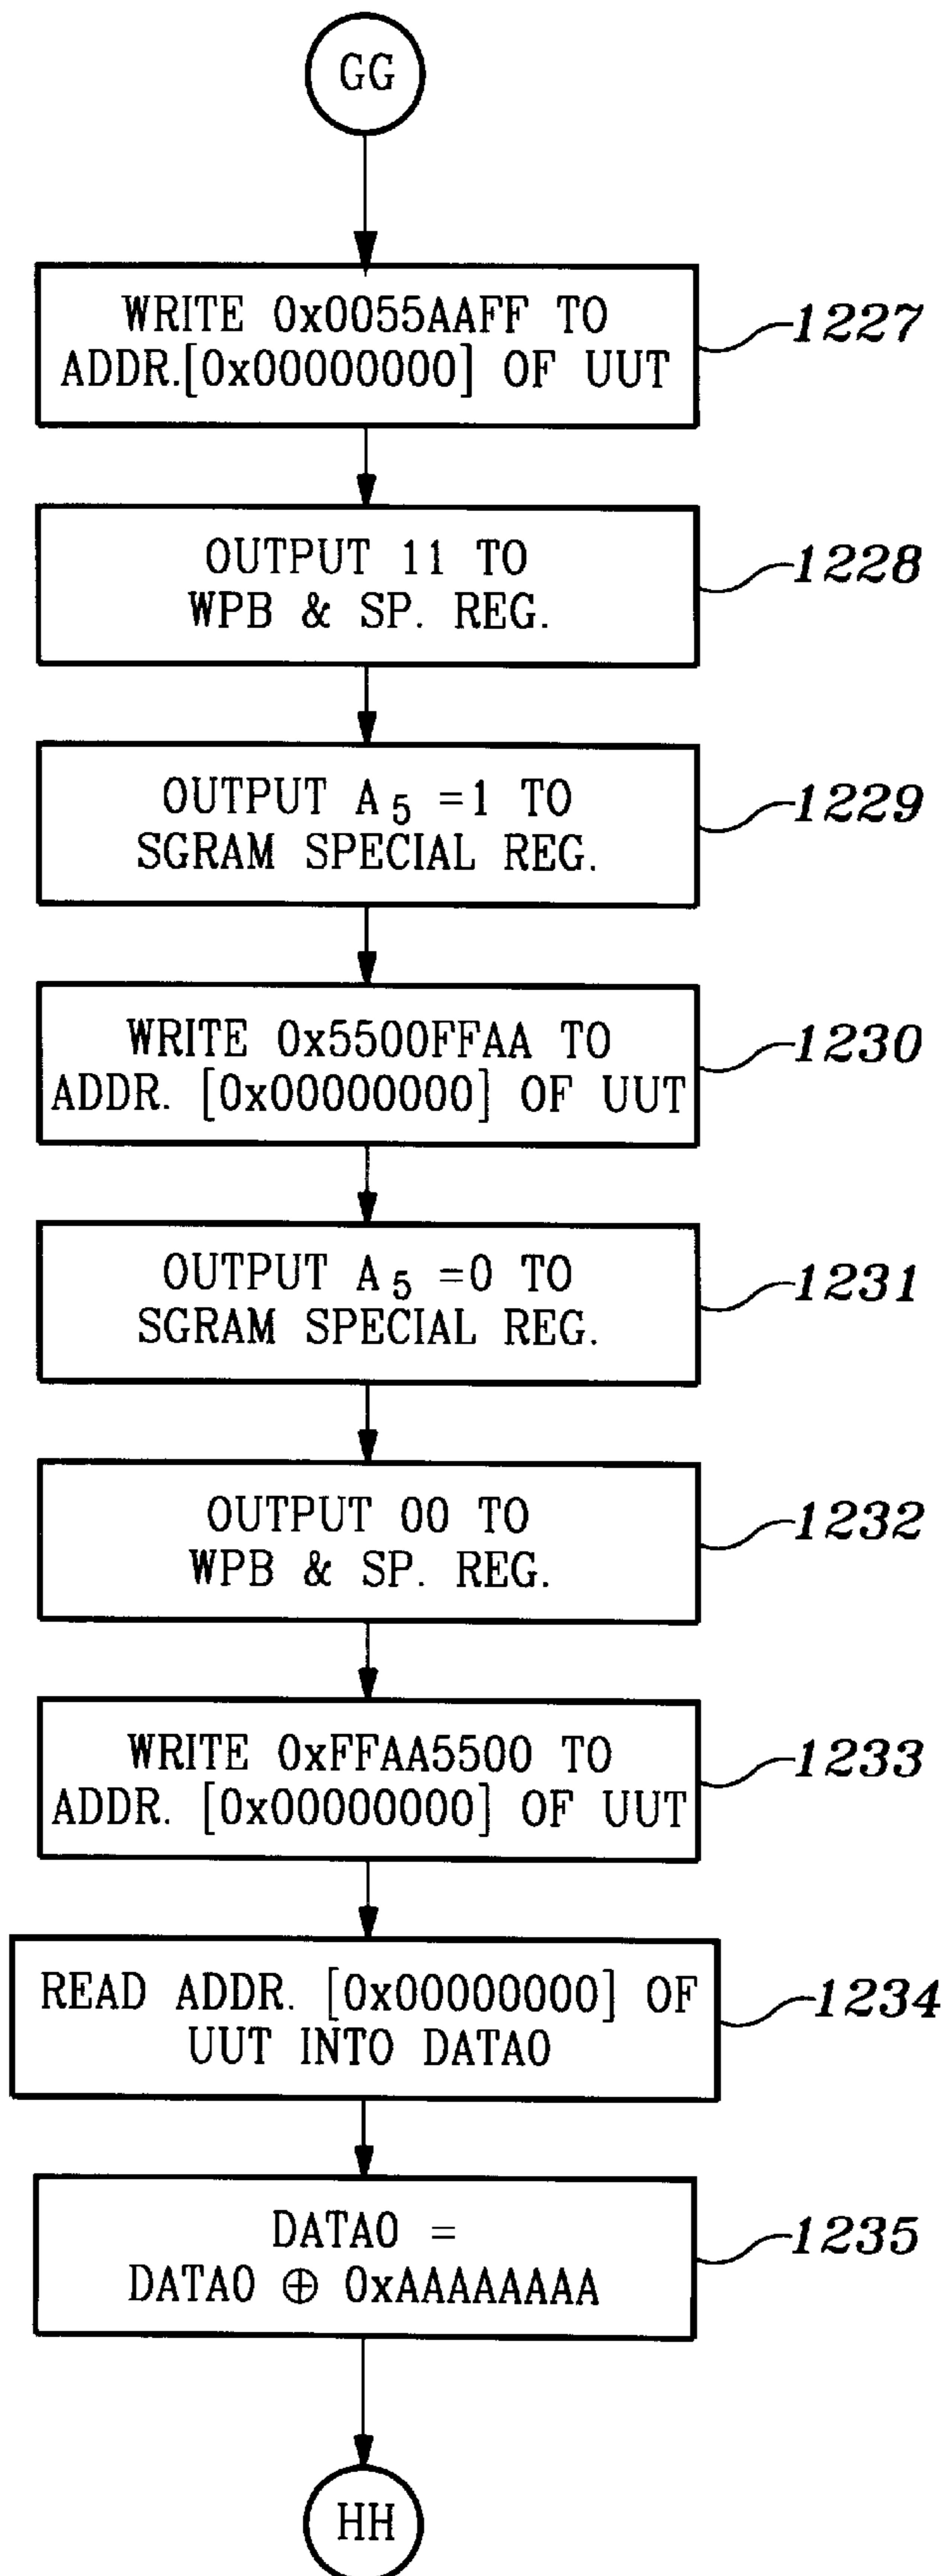 GG
WRITE 0x0055AAFF TO
ADDR.[0x00000000] OF UUT
1227
OUTPUT 11 TO
WPB & SP. REG.
1228
OUTPUT A5 =1 TO
SGRAM SPECIAL REG.
1229
WRITE 0x5500FFAA TO
ADDR. [0x00000000] OF UUT
1230
OUTPUT A5 =0 TO
SGRAM SPECIAL REG.
1231
OUTPUT 00 TO
WPB & SP. REG.
1232
WRITE 0xFFAA5500 TO
ADDR. [0x00000000] OF UUT
1233
READ ADDR. [0x00000000] OF
UUT INTO DATA0
1234
DATA0 =
DATA0 ⊕ 0xAAAAAAAA
1235
HH